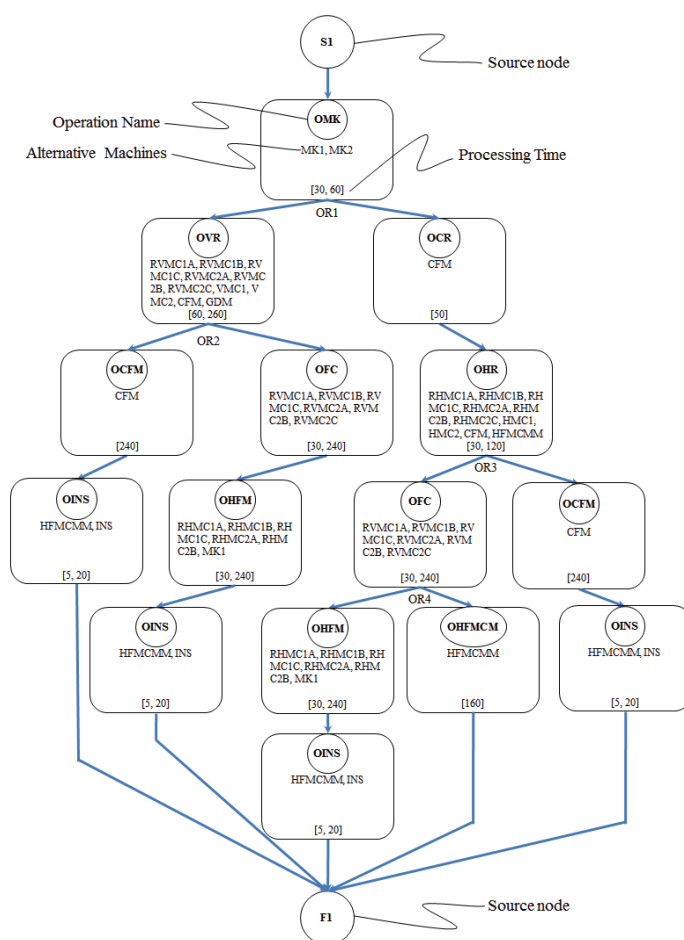 S1
Source node
Operation Name
OMK
Alternative Machines
MK1, MK2
Processing Time
[30, 60]
OR1
OVR
RVMC1A, RVMC1B, RV
MC1C, RVMC2A, RVMC
2B, RVMC2C, VMC1, V
MC2, CFM, GDM
[60, 260]
OCR
CFM
[50]
OR2
OCFM
CFM
[240]
OFC
RVMC1A, RVMC1B, RV
MC1C, RVMC2A, RVM
C2B, RVMC2C
[30, 240]
OHR
RHMC1A, RHMC1B, RH
MC1C, RHMC2A, RHM
C2B, RHMC2C, HMC1,
HMC2, CFM, HFMCMM
[30, 120]
OR3
OINS
HFMCMM, INS
[5, 20]
OHFM
RHMC1A, RHMC1B, RH
MC1C, RHMC2A, RHM
C2B, MK1
[30, 240]
OFC
RVMC1A, RVMC1B, RV
MC1C, RVMC2A, RVM
C2B, RVMC2C
[30, 240]
OCFM
CFM
[240]
OR4
OINS
HFMCMM, INS
[5, 20]
OHFM
RHMC1A, RHMC1B, RH
MC1C, RHMC2A, RHM
C2B, MK1
[30, 240]
OHFMCM
HFMCMM
[160]
OINS
HFMCMM, INS
[5, 20]
OINS
HFMCMM, INS
[5, 20]
F1
Source node